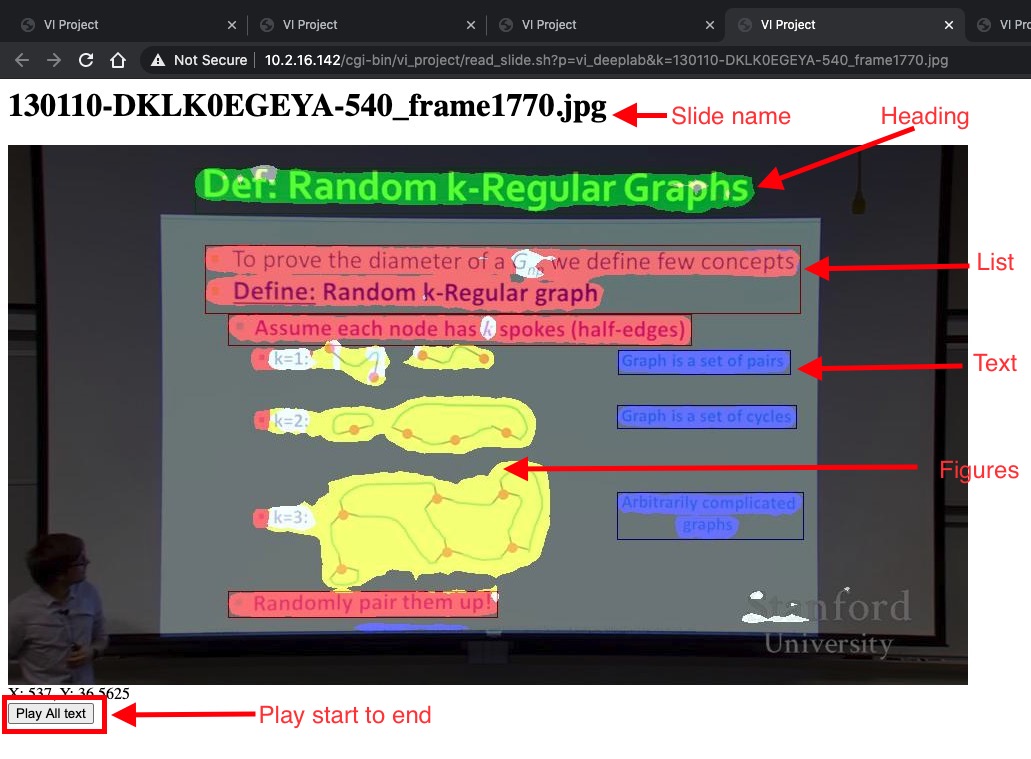 VI Project
VI Project
VI Project
VI Project
VI Pro
Not Secure
10.2.16.142/cgi-bin/vi_project/read_slide.sh?p=vi_deeplab&k=130110-DKLK0EGEYA-540_frame1770.jpg
130110-DKLK0EGEYA-540_frame1770.jpg
Slide name
Heading
Def: Random k-Regular Graphs
To prove the diameter of a Gnp we define few concepts
List
Define: Random k-Regular graph
Assume each node has k spokes (half-edges)
k=1:
Graph is a set of pairs
Text
k=2:
Graph is a set of cycles
Figures
k=3:
Arbitrarily complicated
graphs
Randomly pair them up!
Stanford
University
X: 537, Y: 36.5625
Play All text
Play start to end